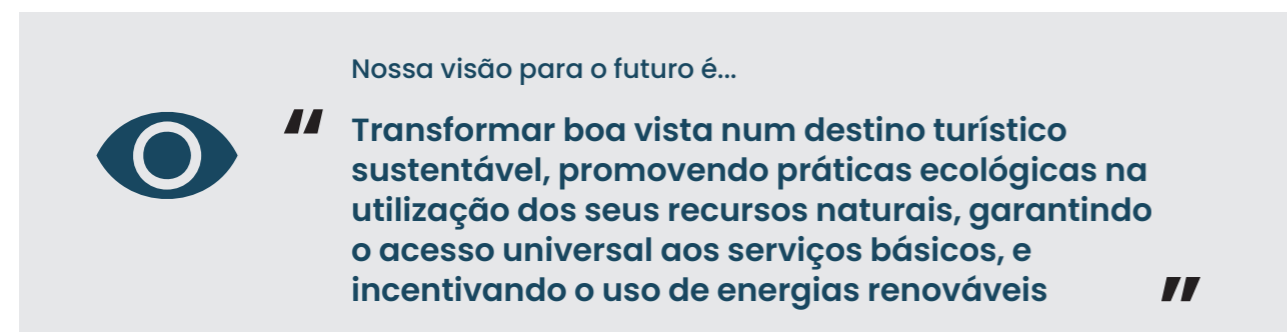 Nossa visão para o futuro é...
“ Transformar boa vista num destino turístico
sustentável, promovendo práticas ecológicas na
utilização dos seus recursos naturais, garantindo
o acesso universal aos serviços básicos, e
incentivando o uso de energias renováveis ”